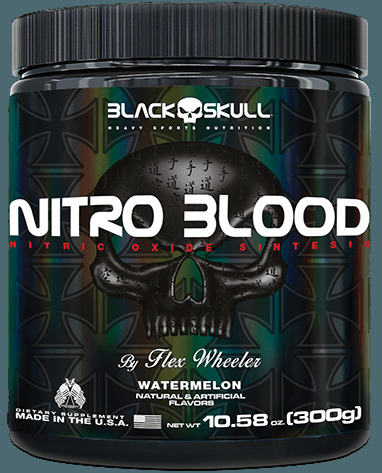 BLACK SKULL
HEAVY SPORTS NUTRITION
NITRO BLOOD
NITRIC OXIDE SINTESIS
By Flex Wheeler
WATERMELON
NATURAL & ARTIFICIAL
FLAVORS
DIETARY SUPPLEMENT
MADE IN THE U.S.A.
NET WT 10.58 OZ. (300g)